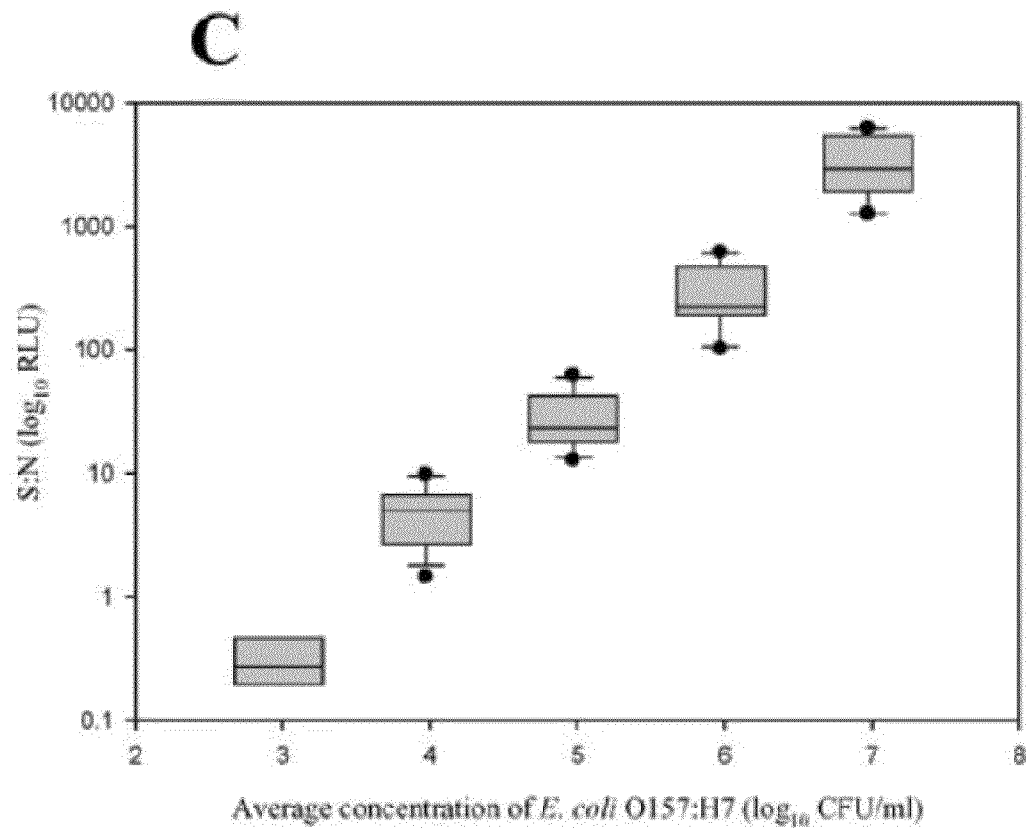 C
10000
1000
100
10
1
0.1
S:N (log₁₀ RLU)
2 3 4 5 6 7 8
Average concentration of E. coli O157:H7 (log₁₀ CFU/ml)